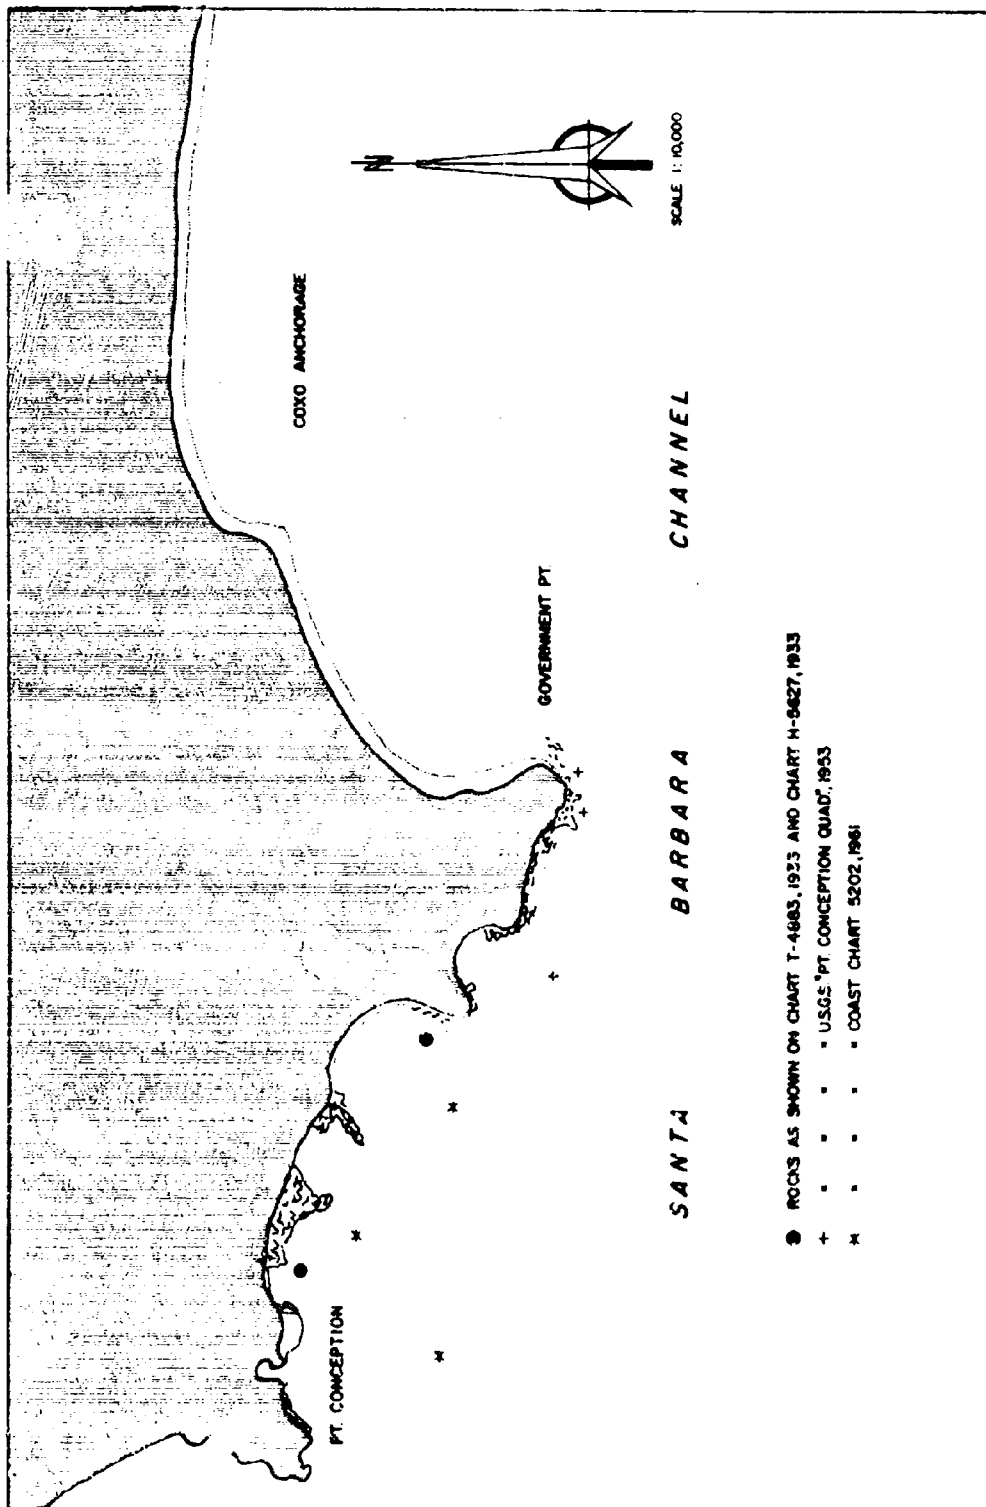 N
SCALE 1: 10,000
COXO ANCHORAGE
GOVERNMENT PT.
PT. CONCEPTION
SANTA BARBARA CHANNEL
ROCKS AS SHOWN ON CHART T-4883, 1933 AND CHART H-5627, 1933
+ " " " " U.S.G.S. "PT. CONCEPTION QUAD", 1953
* " " " " COAST CHART 5202, 1961